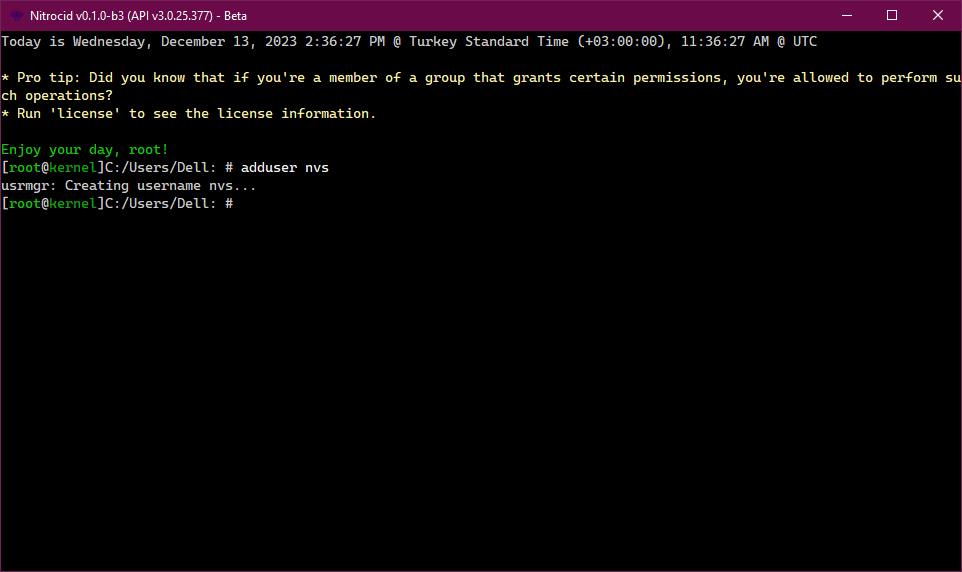 Nitrocid v0.1.0-b3 (API v3.0.25.377) - Beta
Today is Wednesday, December 13, 2023 2:36:27 PM @ Turkey Standard Time (+03:00:00), 11:36:27 AM @ UTC
* Pro tip: Did you know that if you're a member of a group that grants certain permissions, you're allowed to perform su
ch operations?
* Run 'license' to see the license information.
Enjoy your day, root!
[root@kernel]C:/Users/Dell: # adduser nvs
usrmgr: Creating username nvs...
[root@kernel]C:/Users/Dell: #